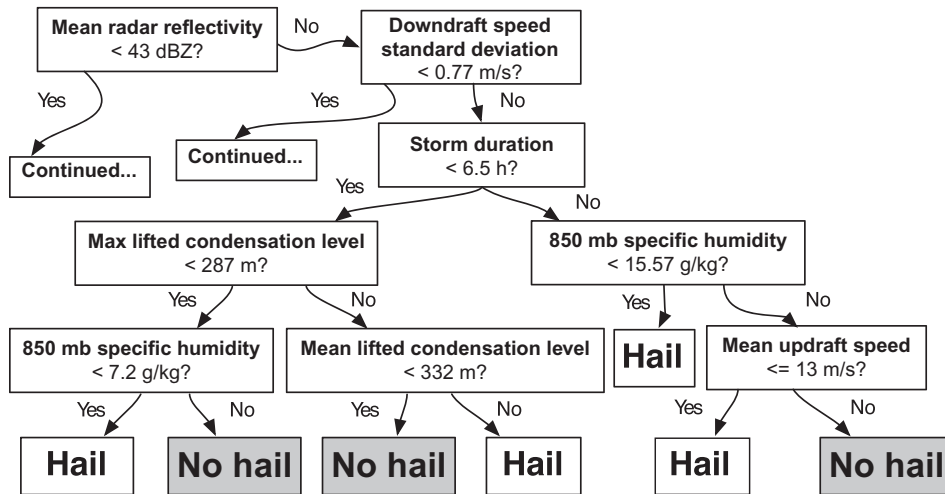 Mean radar reflectivity
< 43 dBZ?
No
Downdraft speed
standard deviation
< 0.77 m/s?
Yes
Continued...
Yes
Continued...
No
Storm duration
< 6.5 h?
Yes
No
Max lifted condensation level
< 287 m?
850 mb specific humidity
< 15.57 g/kg?
Yes
No
Yes
No
850 mb specific humidity
< 7.2 g/kg?
Mean lifted condensation level
< 332 m?
Hail
Mean updraft speed
<= 13 m/s?
Yes
No
Yes
No
Yes
No
Hail
No hail
No hail
Hail
Hail
No hail